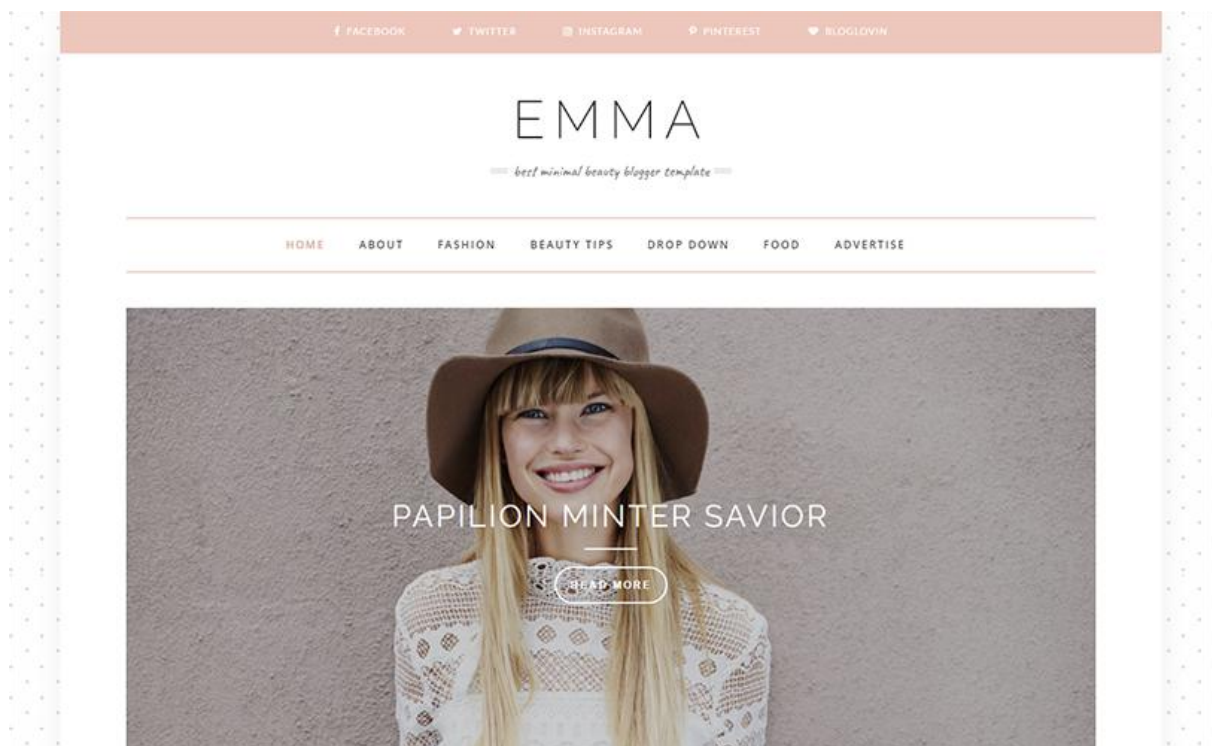 FACEBOOK TWITTER INSTAGRAM PINTEREST BLOGLOVIN
EMMA
best minimal beauty blogger template
HOME ABOUT FASHION BEAUTY TIPS DROP DOWN FOOD ADVERTISE
PAPILION MINTER SAVIOR
READ MORE